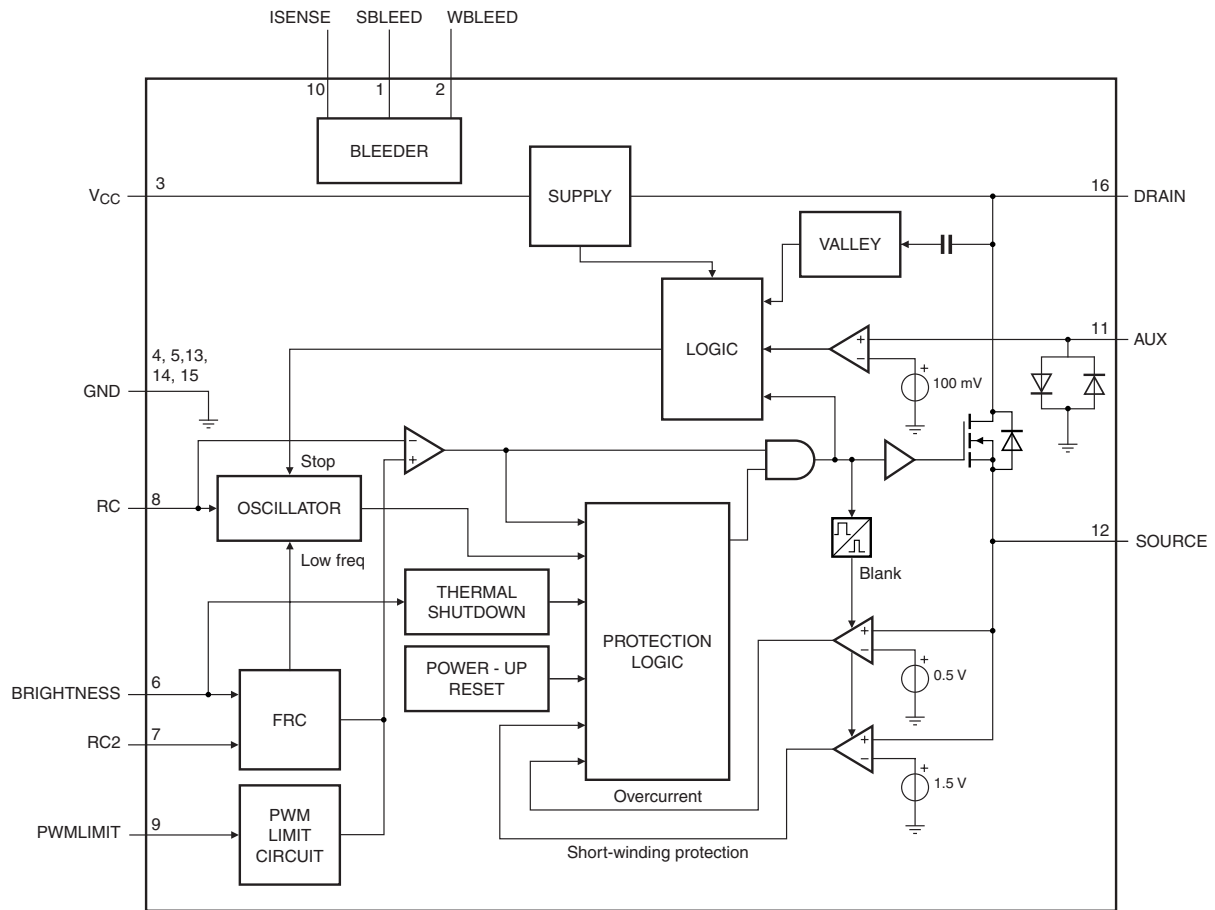 ISENSE SBLEED WBLEED
10 1 2
BLEEDER
VCC
3
SUPPLY
16
DRAIN
VALLEY
LOGIC
+
−
+
100 mV
11
AUX
4, 5,13,
14, 15
GND
Stop
−
+
RC
8
OSCILLATOR
Low freq
Blank
12
SOURCE
THERMAL
SHUTDOWN
PROTECTION
LOGIC
POWER - UP
RESET
+
−
+
0.5 V
BRIGHTNESS
6
FRC
RC2
7
+
−
+
1.5 V
Overcurrent
PWMLIMIT
9
PWM
LIMIT
CIRCUIT
Short-winding protection